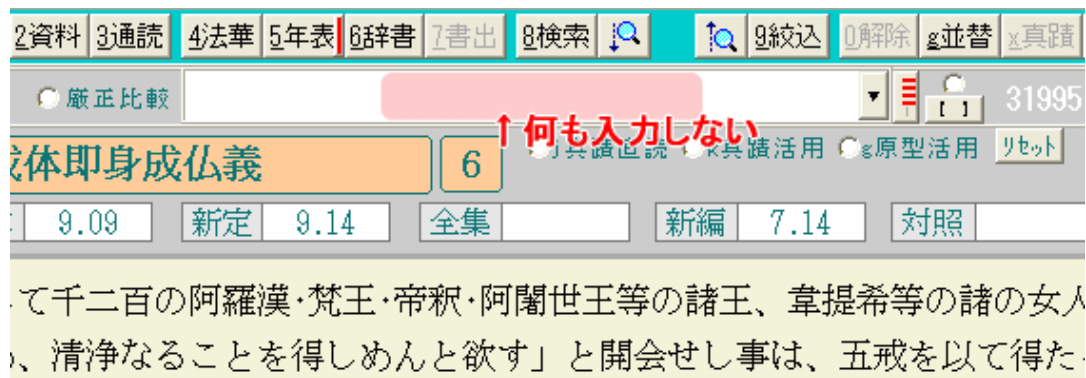 2資料 3通読 4法華 5年表 6辞書 7書出 8検索 9絞込 0解除 g並替 x真蹟
厳正比較 [ ] 31995
↑何も入力しない
体即身成仏義 6 真蹟直読 k真蹟活用 g原型活用 リセット
9.09 新定 9.14 全集 新編 7.14 対照
て千二百の阿羅漢・梵王・帝釈・阿闍世王等の諸王、韋提希等の諸の女人
、清浄なることを得しめんと欲す」と開会せし事は、五戒を以て得た